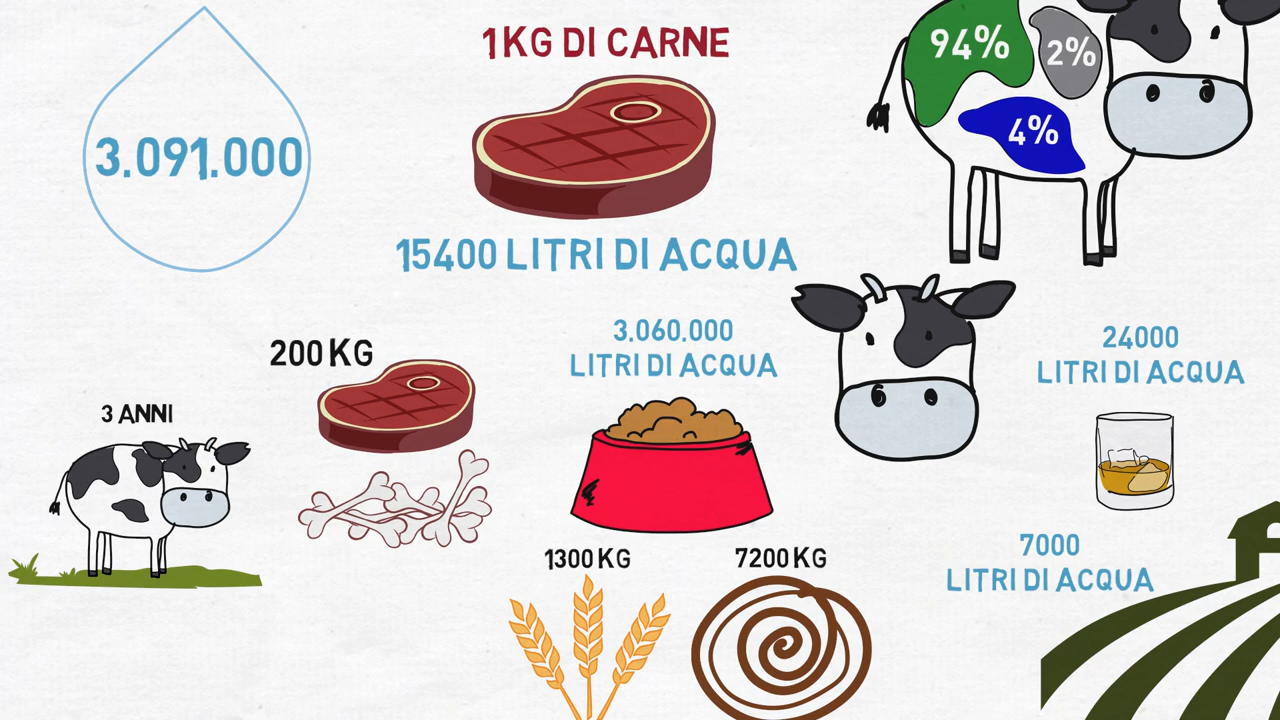 3.091.000
1KG DI CARNE
15400 LITRI DI ACQUA
94%
2%
4%
3 ANNI
200 KG
3.060.000
LITRI DI ACQUA
1300 KG
7200 KG
24000
LITRI DI ACQUA
7000
LITRI DI ACQUA